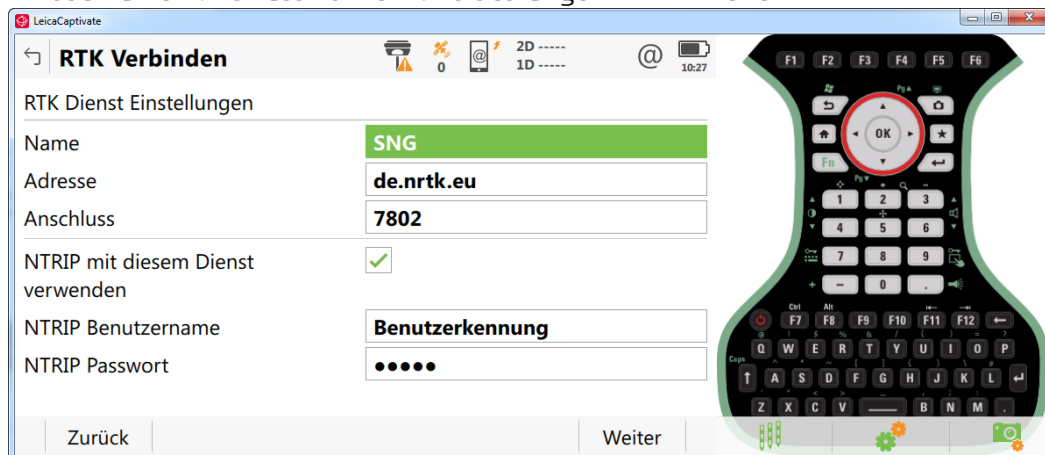 LeicaCaptivate
RTK Verbinden
0
@
2D -----
1D -----
@
10:27
RTK Dienst Einstellungen
Name SNG
Adresse de.nrtk.eu
Anschluss 7802
NTRIP mit diesem Dienst
verwenden
NTRIP Benutzername Benutzerkennung
NTRIP Passwort ●●●●●
Zurück Weiter
F1 F2 F3 F4 F5 F6
Pg▲
OK
Fn
Pg▼
1 2 3
4 5 6
7 8 9
+ - 0 .
Ctrl Alt
F7 F8 F9 F10 F11 F12
Q W E R T Y U I O P
Caps
A S D F G H J K L
Z X C V B N M .